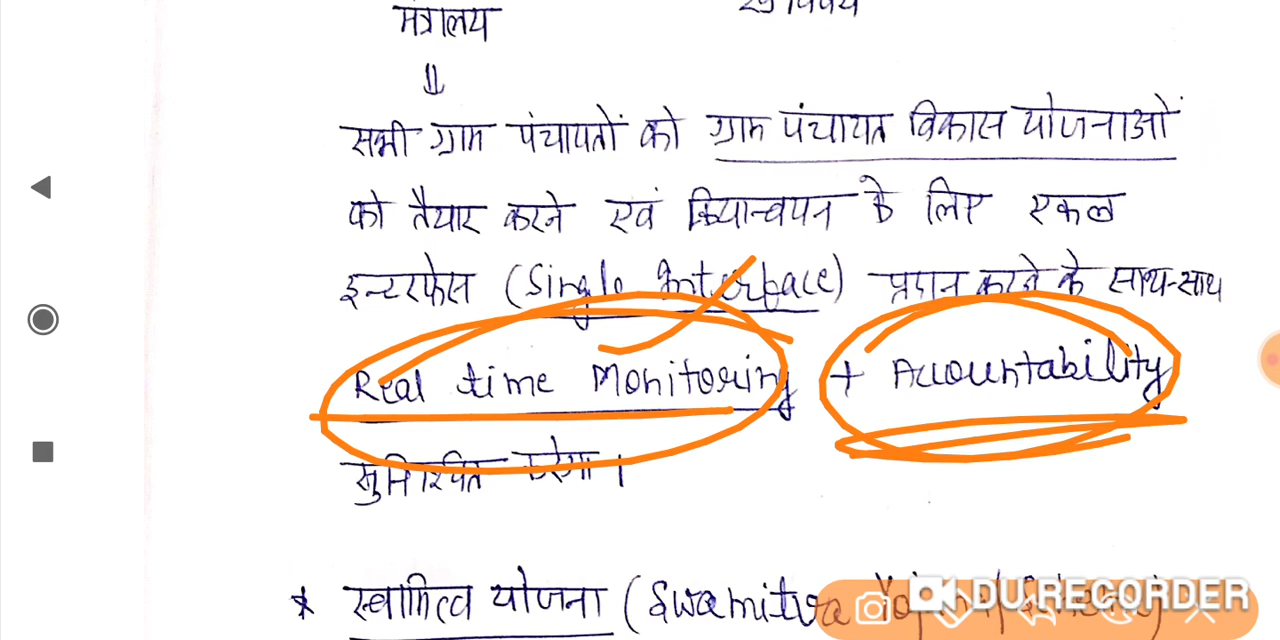 मंत्रालय
सभी ग्राम पंचायतों को ग्राम पंचायत विकास योजनाओं
को तैयार करने एवं क्रियान्वयन के लिए एकल
इन्टरफेस (Single Interface) प्रदान करने के साथ-साथ
Real time Monitoring + Accountability
सुनिश्चित करेगा।
* स्वामित्व योजना (Swamitva
DU RECORDER